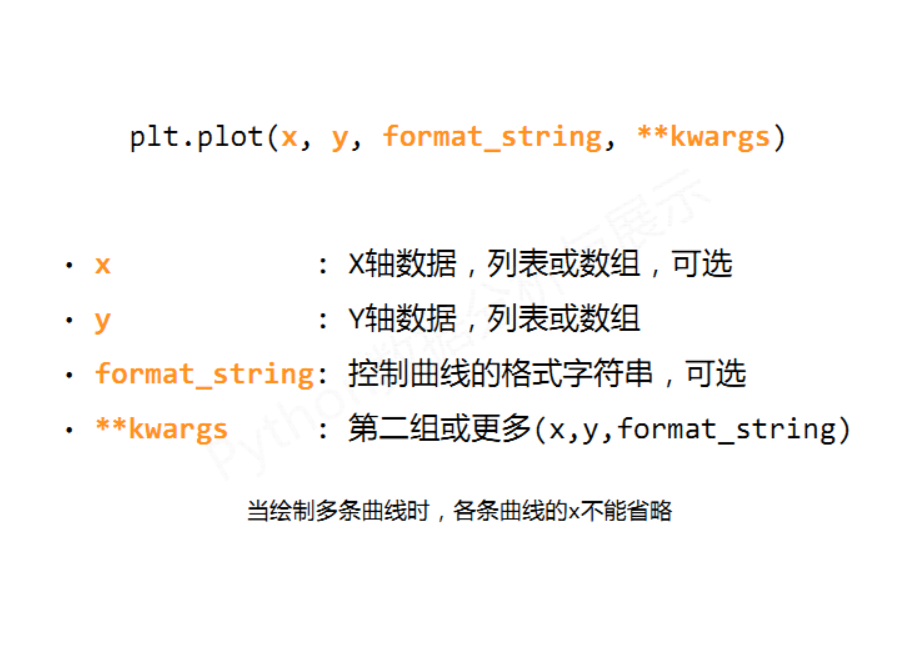 plt.plot(x, y, format_string, **kwargs)
• x : X轴数据，列表或数组，可选
• y : Y轴数据，列表或数组
• format_string: 控制曲线的格式字符串，可选
• **kwargs : 第二组或更多(x,y,format_string)
当绘制多条曲线时，各条曲线的x不能省略
Python数据分析与展示